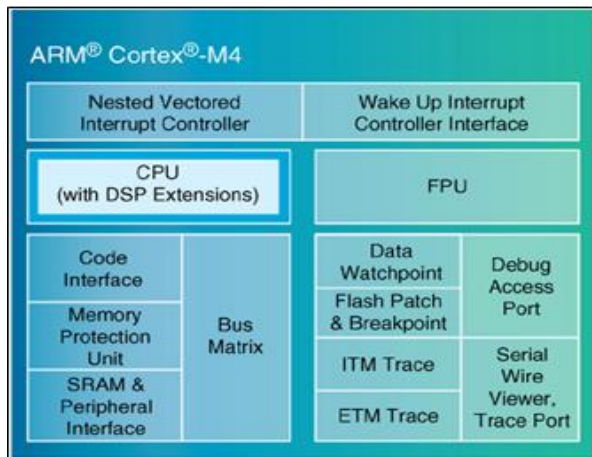 ARM® Cortex®-M4
Nested Vectored
Interrupt Controller
Wake Up Interrupt
Controller Interface
CPU
(with DSP Extensions)
FPU
Code
Interface
Memory
Protection
Unit
SRAM &
Peripheral
Interface
Bus
Matrix
Data
Watchpoint
Flash Patch
& Breakpoint
ITM Trace
ETM Trace
Debug
Access
Port
Serial
Wire
Viewer,
Trace Port